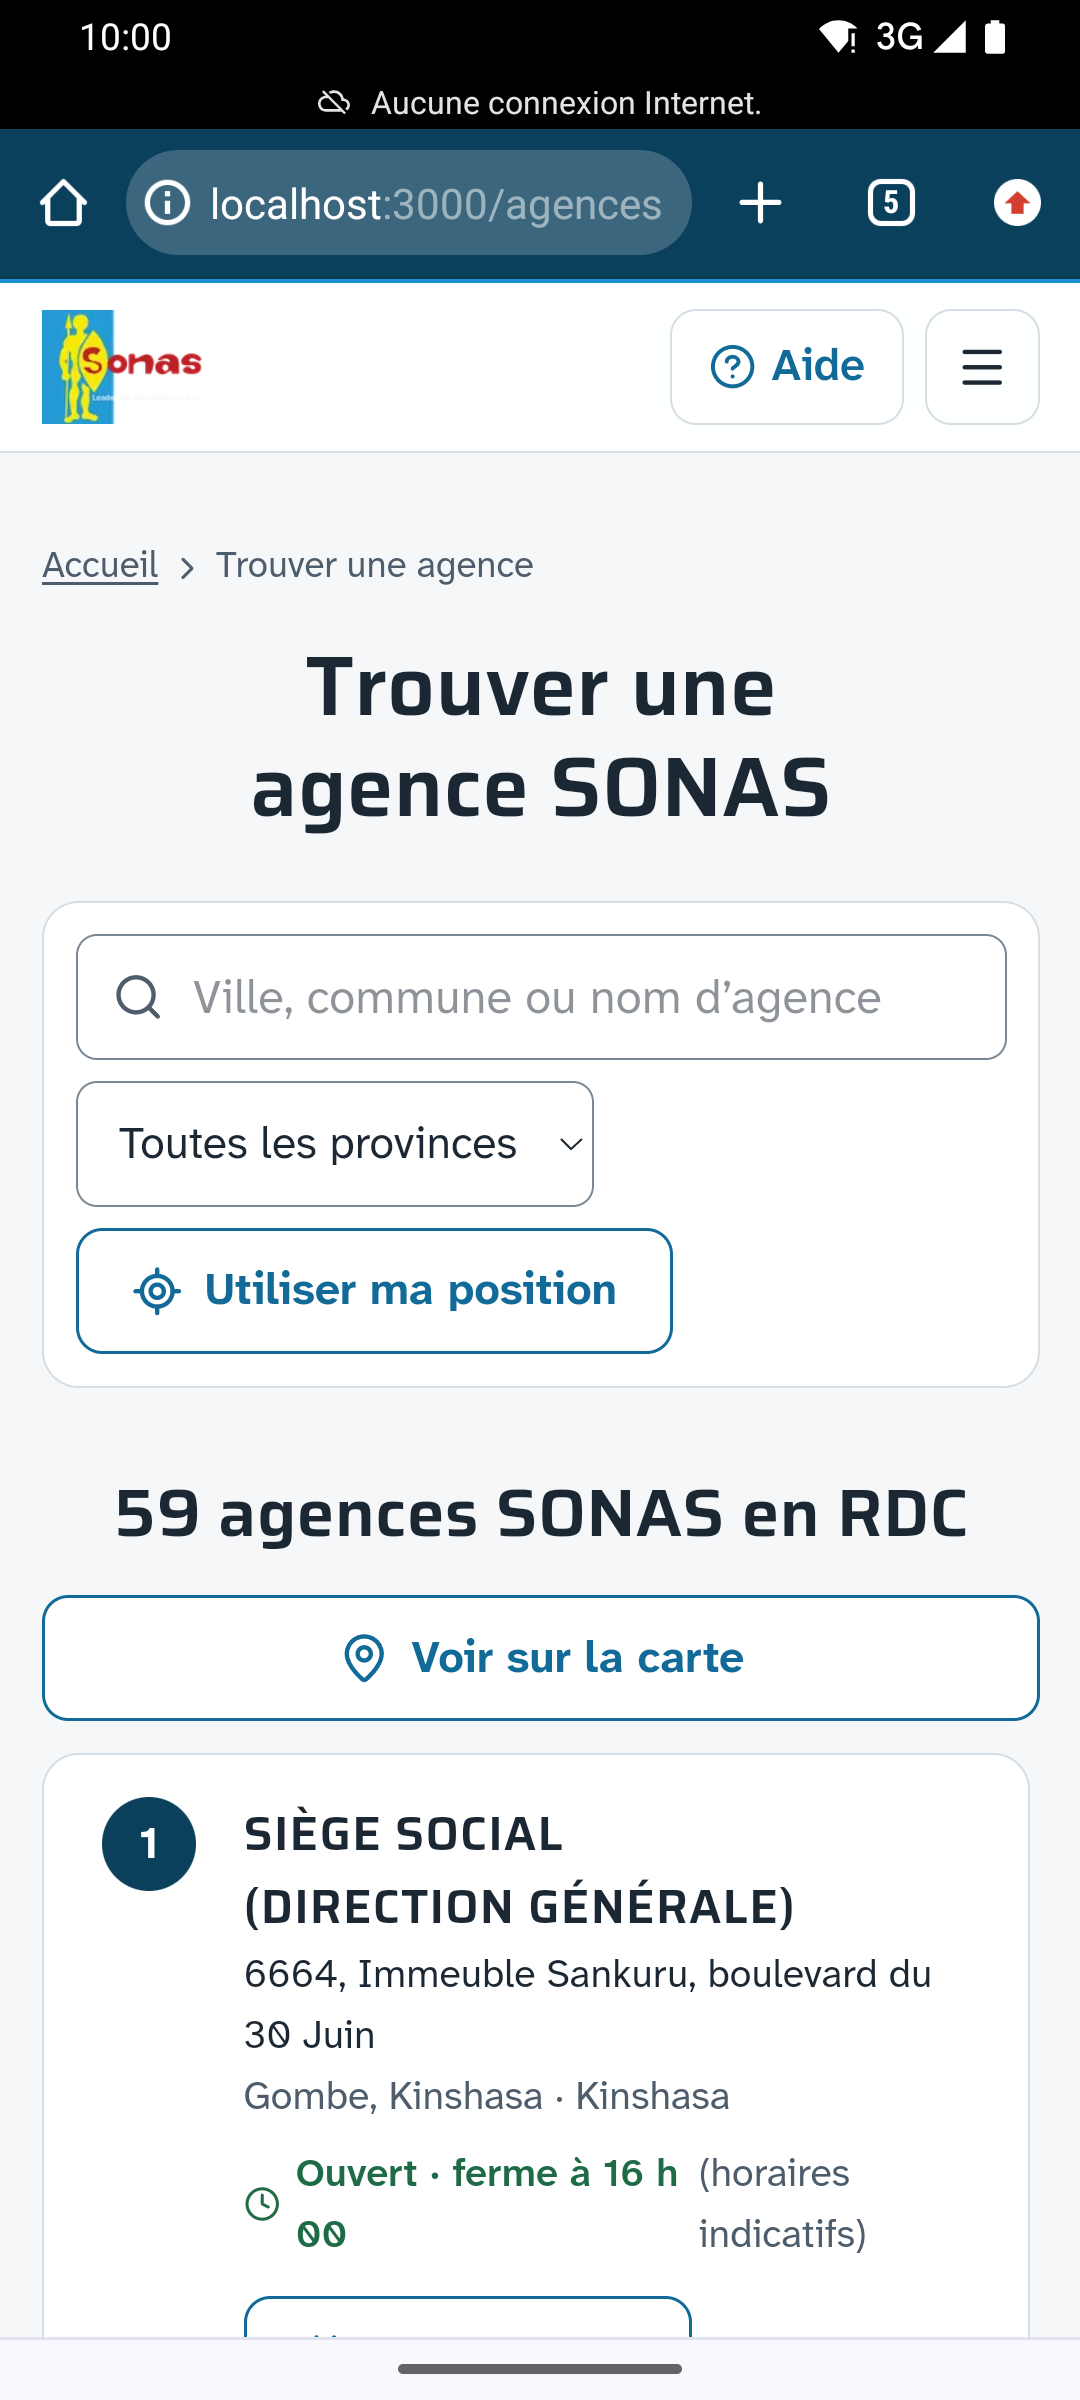 10:00
3G
Aucune connexion Internet.
localhost:3000/agences
5
Sonas
Aide
Accueil > Trouver une agence
Trouver une
agence SONAS
Ville, commune ou nom d’agence
Toutes les provinces
Utiliser ma position
59 agences SONAS en RDC
Voir sur la carte
1
SIÈGE SOCIAL
(DIRECTION GÉNÉRALE)
6664, Immeuble Sankuru, boulevard du
30 Juin
Gombe, Kinshasa · Kinshasa
Ouvert · ferme à 16 h (horaires
00 indicatifs)